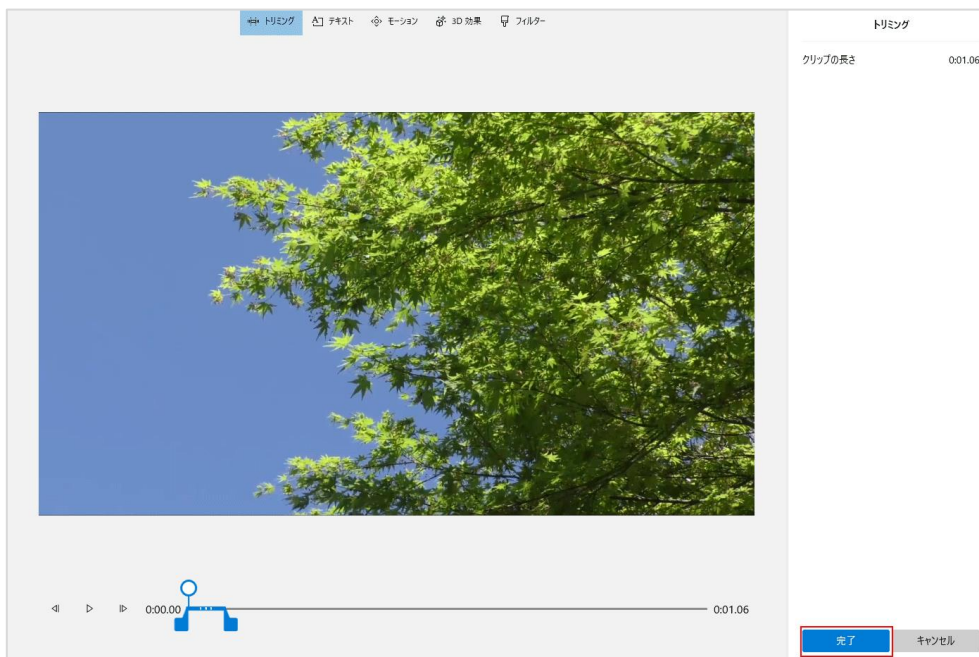 トリミング テキスト モーション 3D 効果 フィルター
トリミング
クリップの長さ 0:01.06
0:00.00 0:01.06
完了 キャンセル